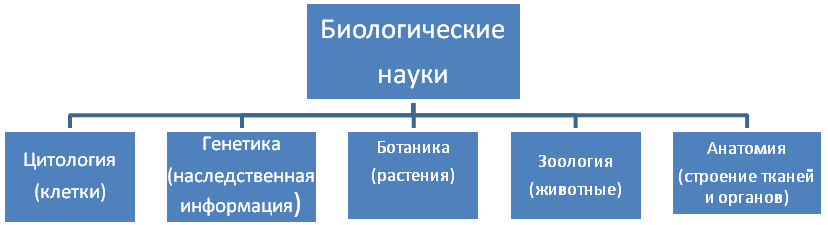 Биологические
науки
Цитология
(клетки)
Генетика
(наследственная
информация)
Ботаника
(растения)
Зоология
(животные)
Анатомия
(строение тканей
и органов)